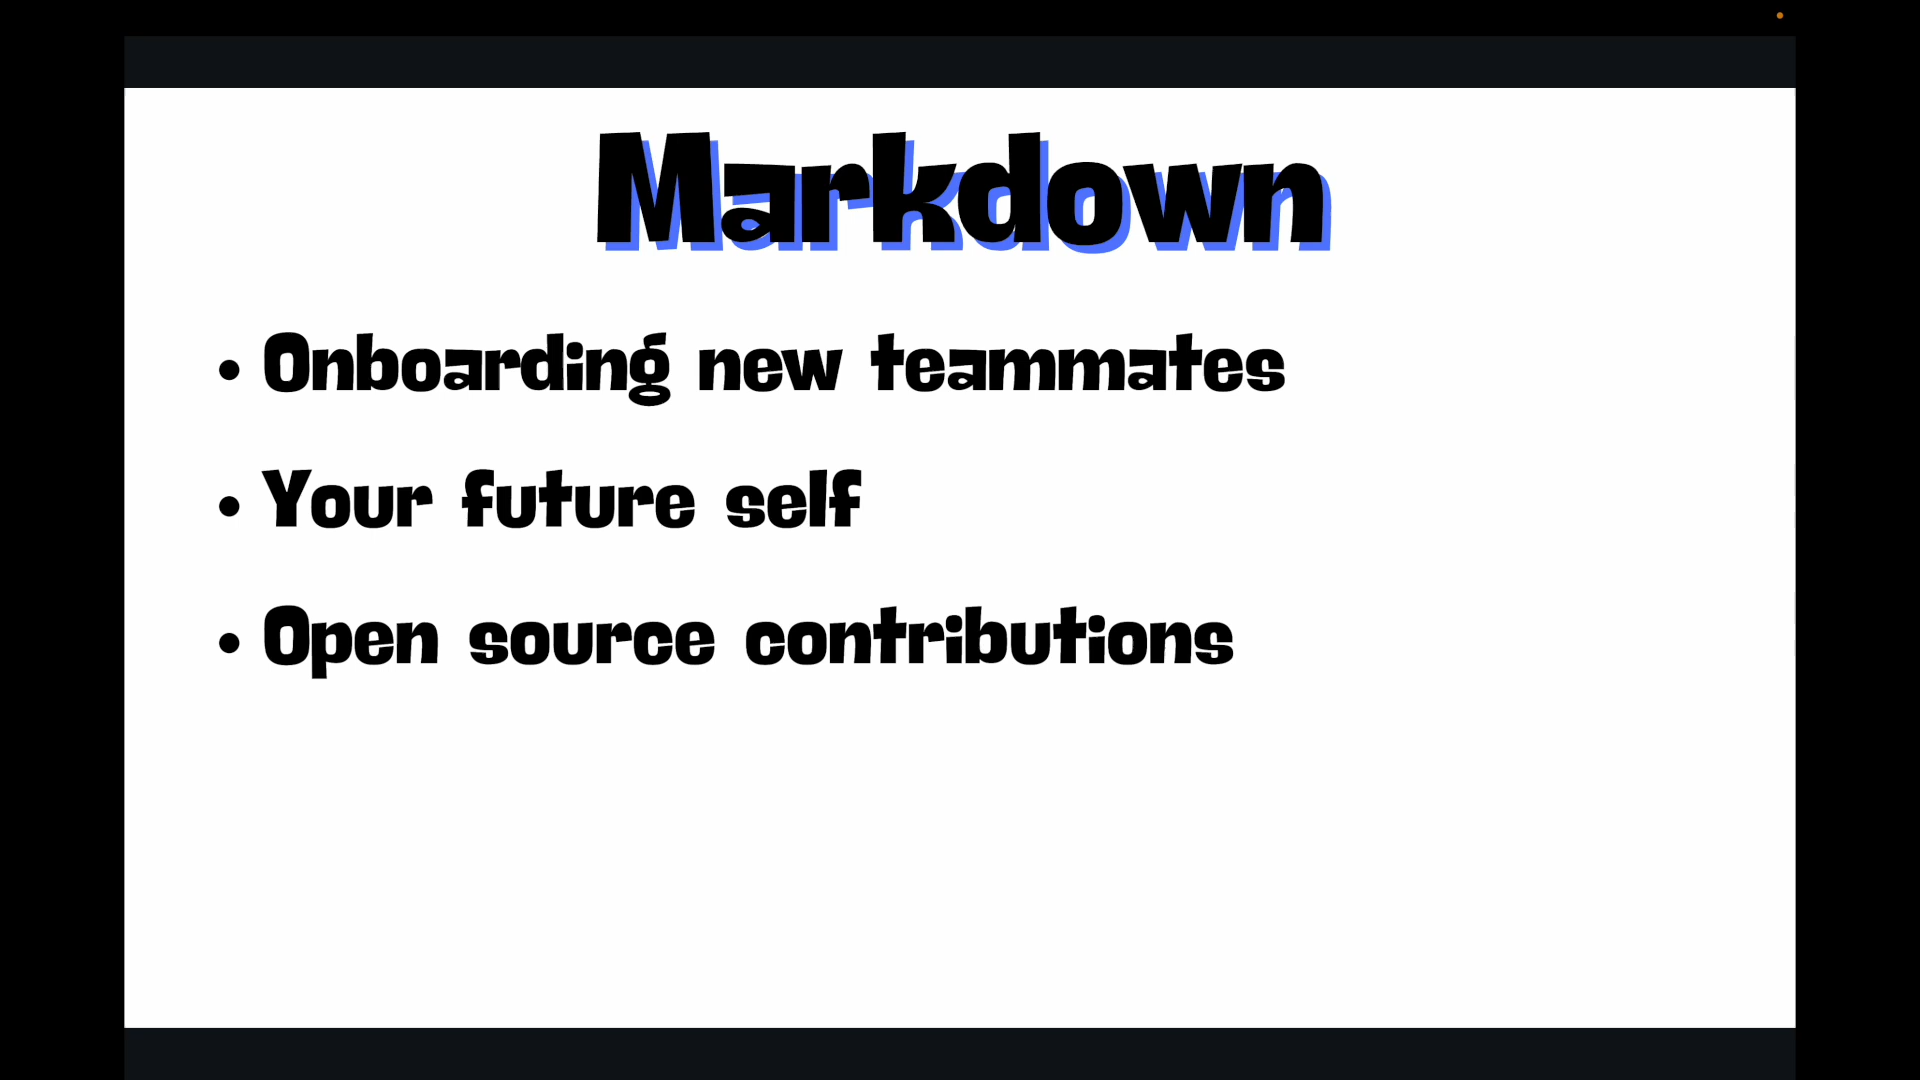 Markdown
• Onboarding new teammates
• Your future self
• Open source contributions